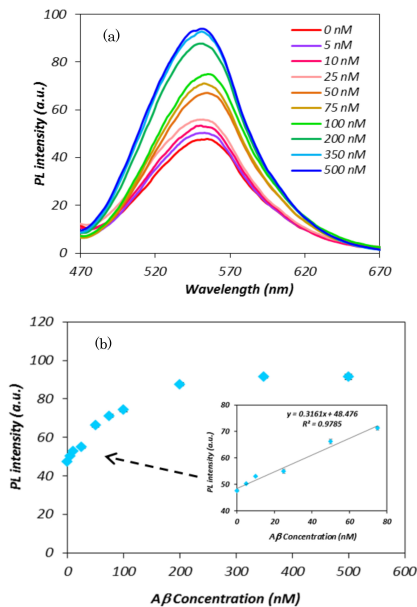 (a)
100
80
60
40
20
0
PL intensity (a.u.)
470 520 570 620 670
Wavelength (nm)
0 nM
5 nM
10 nM
25 nM
50 nM
75 nM
100 nM
200 nM
350 nM
500 nM
(b)
120
100
80
60
40
20
0
PL intensity (a.u.)
0 100 200 300 400 500 600
Aβ Concentration (nM)
y = 0.3161x + 48.476
R² = 0.9785
80
70
60
50
40
PL intensity (a.u.)
0 20 40 60 80
Aβ Concentration (nM)